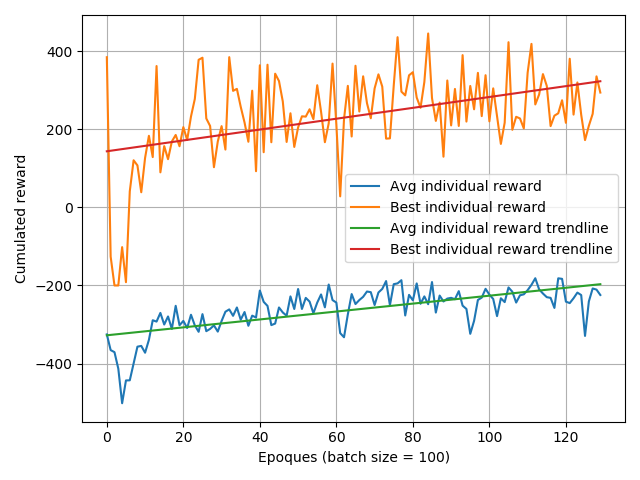 400
200
0
−200
−400
Cumulated reward
Avg individual reward
Best individual reward
Avg individual reward trendline
Best individual reward trendline
0 20 40 60 80 100 120
Epoques (batch size = 100)